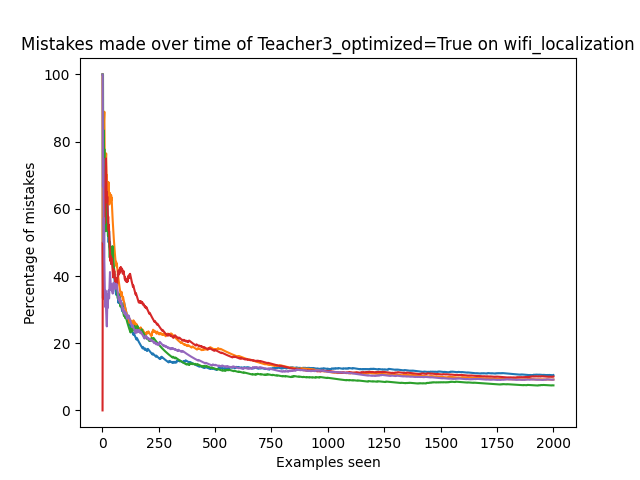 Mistakes made over time of Teacher3_optimized=True on wifi_localization
Percentage of mistakes
100
80
60
40
20
0
0 250 500 750 1000 1250 1500 1750 2000
Examples seen